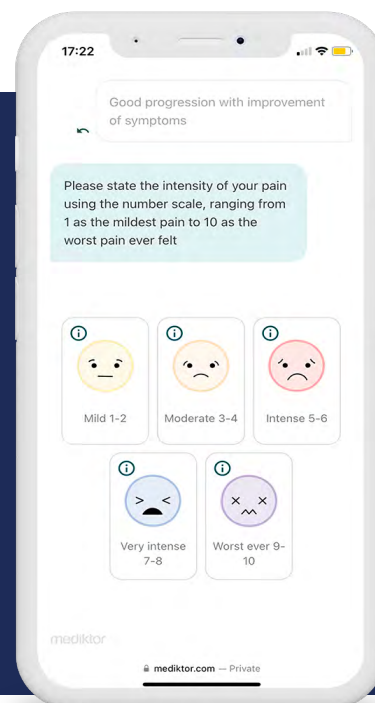 17:22
Good progression with improvement
of symptoms
Please state the intensity of your pain
using the number scale, ranging from
1 as the mildest pain to 10 as the
worst pain ever felt
Mild 1-2
Moderate 3-4
Intense 5-6
Very intense
7-8
Worst ever 9-
10
mediktor
mediktor.com — Private